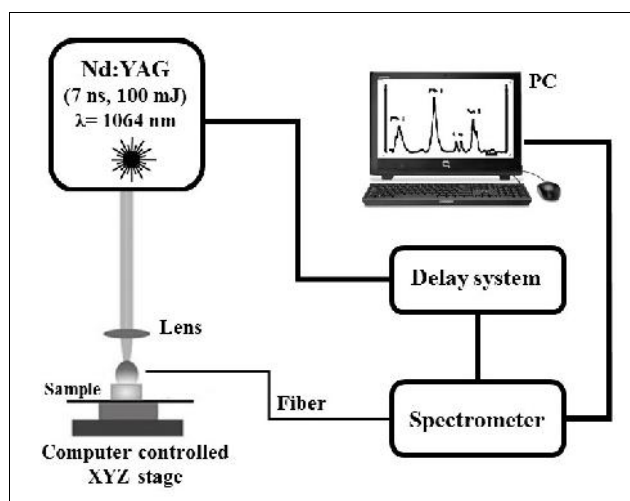 Nd:YAG
(7 ns, 100 mJ)
λ= 1064 nm
PC
Delay system
Lens
Sample
Fiber
Spectrometer
Computer controlled
XYZ stage